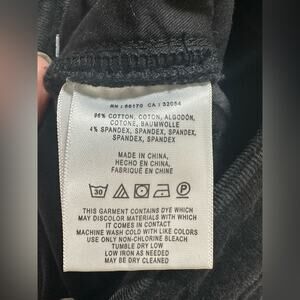 RN : 66170 CA : 32054
96% COTTON, COTON, ALGODÓN,
COTONE, BAUMWOLLE
4% SPANDEX, SPANDEX, SPANDEX,
SPANDEX, SPANDEX
MADE IN CHINA,
HECHO EN CHINA,
FABRIQUÉ EN CHINE
30 P
THIS GARMENT CONTAINS DYE WHICH
MAY DISCOLOR MATERIALS WITH WHICH
IT COMES IN CONTACT
MACHINE WASH COLD WITH LIKE COLORS
USE ONLY NON-CHLORINE BLEACH
TUMBLE DRY LOW
LOW IRON AS NEEDED
MAY BE DRY CLEANED